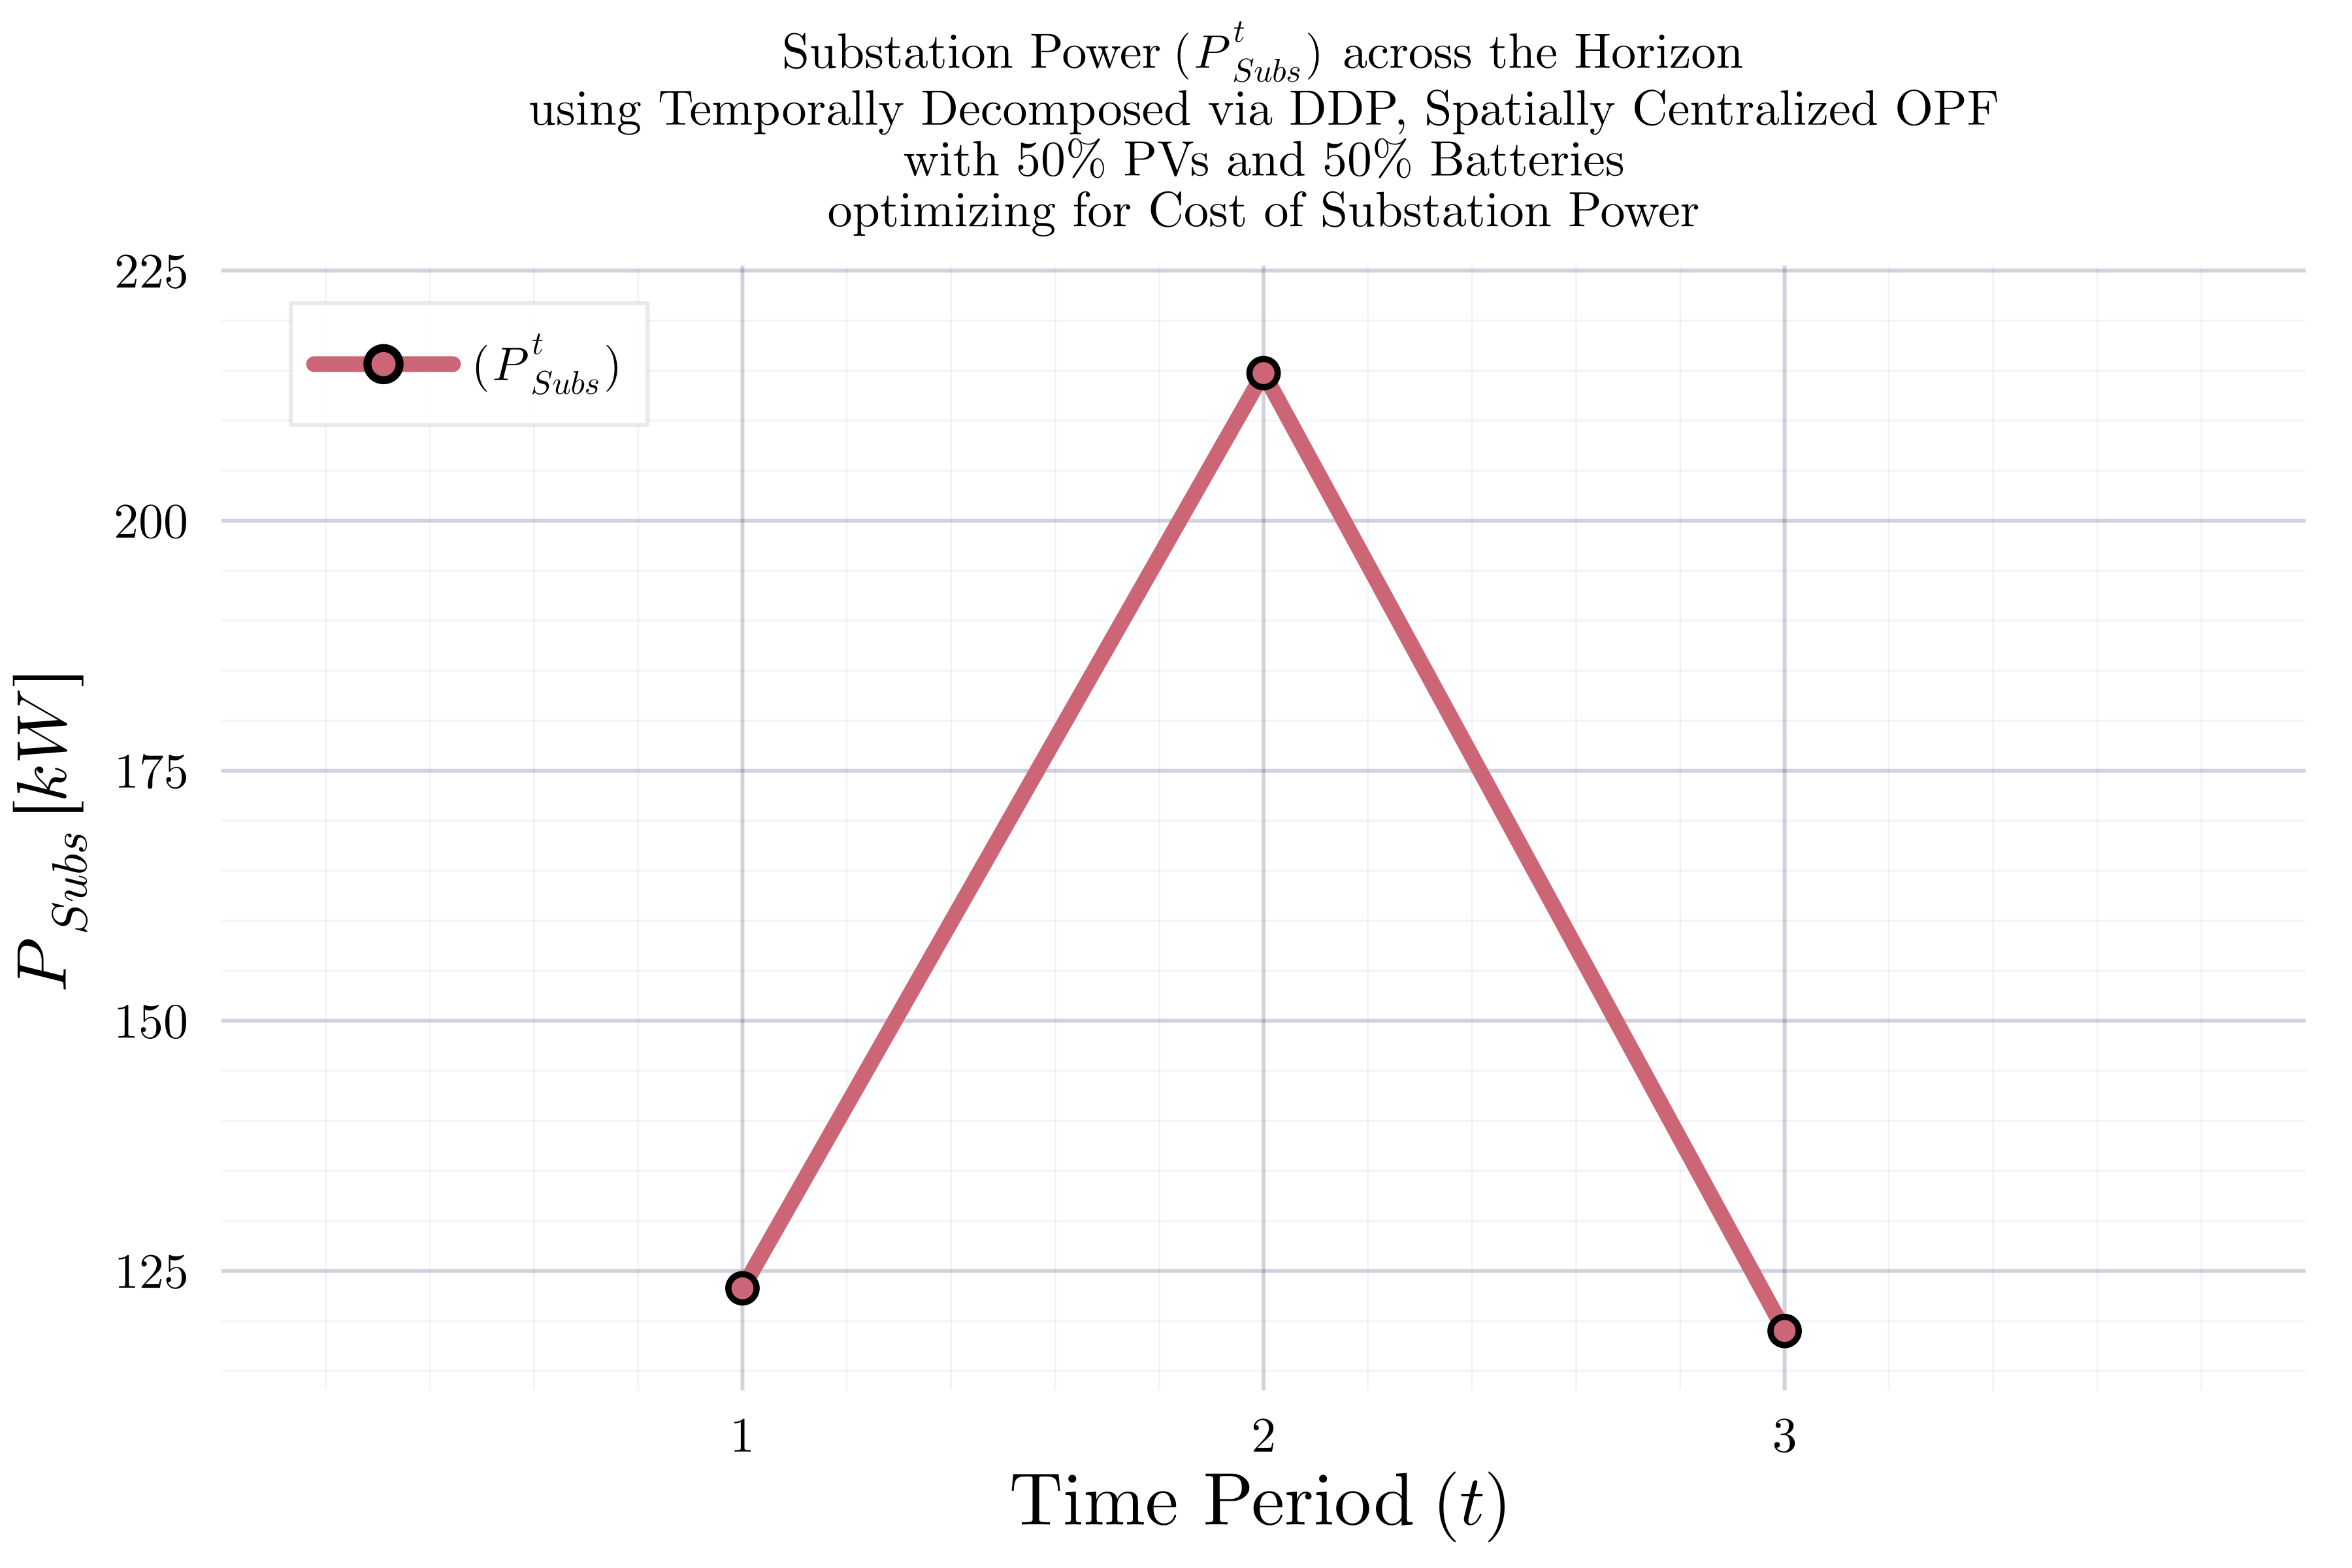 Substation Power (P^t_Subs) across the Horizon
using Temporally Decomposed via DDP, Spatially Centralized OPF
with 50% PVs and 50% Batteries
optimizing for Cost of Substation Power
225
(P^t_Subs)
200
175
150
125
P_Subs [kW]
1 2 3
Time Period (t)